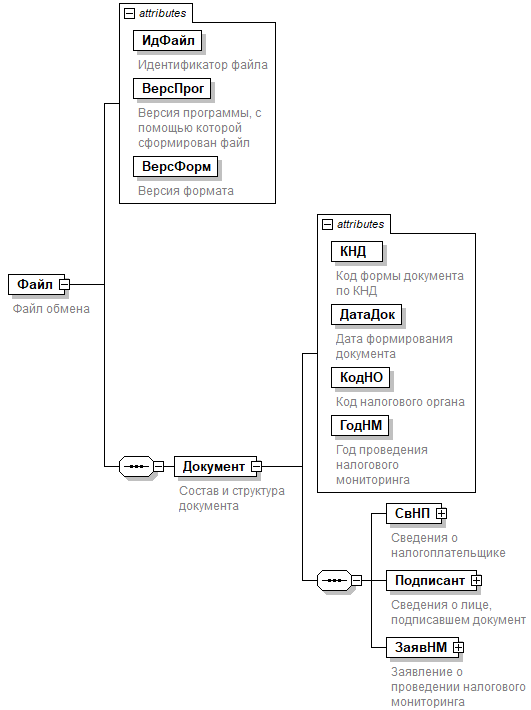 attributes
ИдФайл
Идентификатор файла
ВерсПрог
Версия программы, с
помощью которой
сформирован файл
ВерсФорм
Версия формата
Файл
Файл обмена
attributes
КНД
Код формы документа
по КНД
ДатаДок
Дата формирования
документа
КодНО
Код налогового органа
ГодНМ
Год проведения
налогового
мониторинга
Документ
Состав и структура
документа
СвНП
Сведения о
налогоплательщике
Подписант
Сведения о лице,
подписавшем документ
ЗаявНМ
Заявление о
проведении налогового
мониторинга